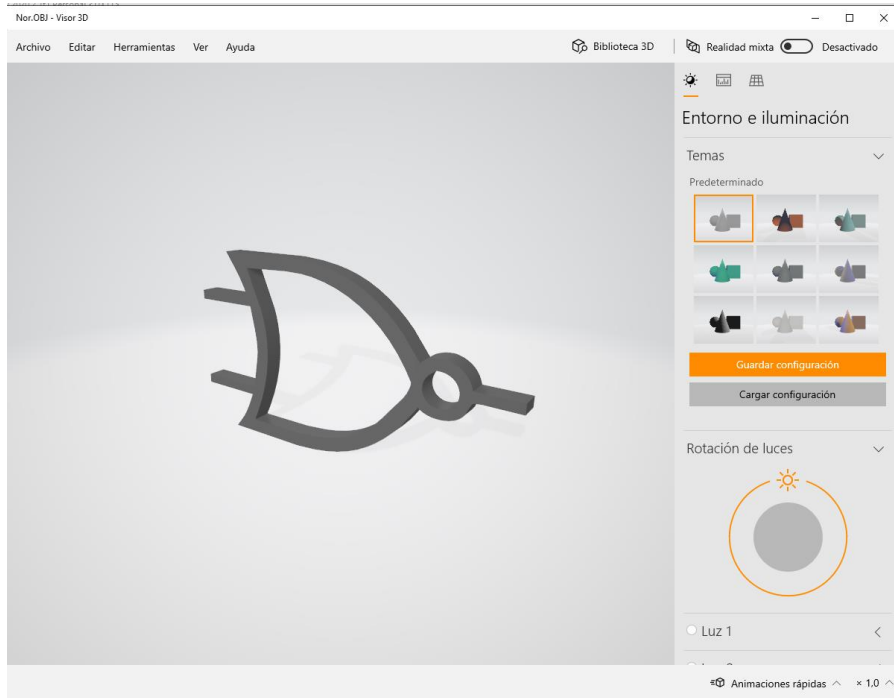 Nor.OBJ - Visor 3D
Archivo Editar Herramientas Ver Ayuda Biblioteca 3D Realidad mixta Desactivado
Entorno e iluminación
Temas
Predeterminado
Guardar configuración
Cargar configuración
Rotación de luces
Luz 1
Animaciones rápidas × 1,0